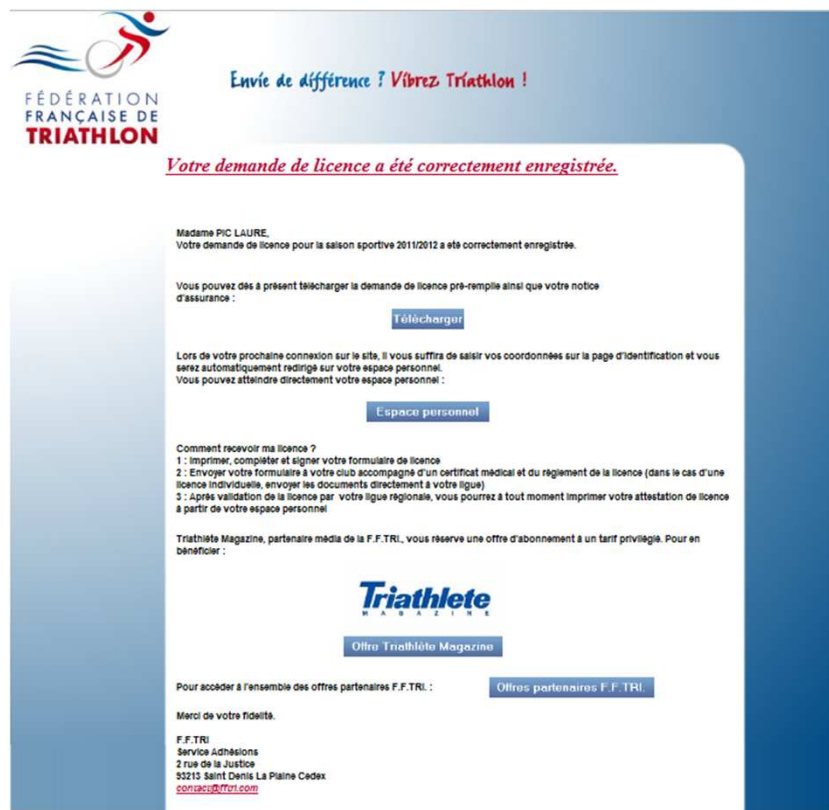 FÉDÉRATION
FRANÇAISE DE
TRIATHLON
Envie de différence ? Vibrez Triathlon !
Votre demande de licence a été correctement enregistrée.
Madame PIC LAURE,
Votre demande de licence pour la saison sportive 2011/2012 a été correctement enregistrée.
Vous pouvez dès à présent télécharger la demande de licence pré-remplie ainsi que votre notice
d'assurance :
Télécharger
Lors de votre prochaine connexion sur le site, il vous suffira de saisir vos coordonnées sur la page d'identification et vous
serez automatiquement redirigé sur votre espace personnel.
Vous pouvez atteindre directement votre espace personnel :
Espace personnel
Comment recevoir ma licence ?
1 : Imprimer, compléter et signer votre formulaire de licence
2 : Envoyer votre formulaire à votre club accompagné d'un certificat médical et du règlement de la licence (dans le cas d'une
licence individuelle, envoyer les documents directement à votre ligue)
3 : Après validation de la licence par votre ligue régionale, vous pourrez à tout moment imprimer votre attestation de licence
à partir de votre espace personnel
Triathlète Magazine, partenaire média de la F.F.TRI., vous réserve une offre d'abonnement à un tarif privilégié. Pour en
bénéficier :
Triathlete
MAGAZINE
Offre Triathlète Magazine
Pour accéder à l'ensemble des offres partenaires F.F.TRI. :
Offres partenaires F.F.TRI.
Merci de votre fidélité.
F.F.TRI
Service Adhésions
2 rue de la Justice
93213 Saint Denis La Plaine Cedex
contact@fftri.com